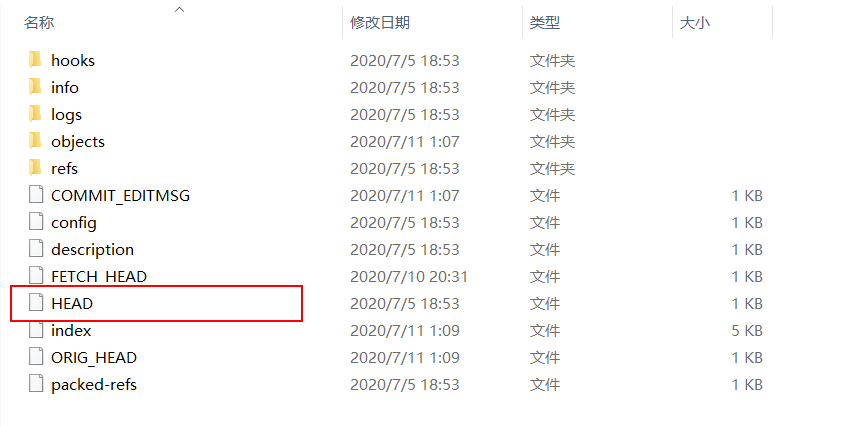 名称 修改日期 类型 大小
hooks 2020/7/5 18:53 文件夹
info 2020/7/5 18:53 文件夹
logs 2020/7/5 18:53 文件夹
objects 2020/7/11 1:07 文件夹
refs 2020/7/5 18:53 文件夹
COMMIT_EDITMSG 2020/7/11 1:07 文件 1 KB
config 2020/7/5 18:53 文件 1 KB
description 2020/7/5 18:53 文件 1 KB
FETCH_HEAD 2020/7/10 20:31 文件 1 KB
HEAD 2020/7/5 18:53 文件 1 KB
index 2020/7/11 1:09 文件 5 KB
ORIG_HEAD 2020/7/11 1:09 文件 1 KB
packed-refs 2020/7/5 18:53 文件 1 KB